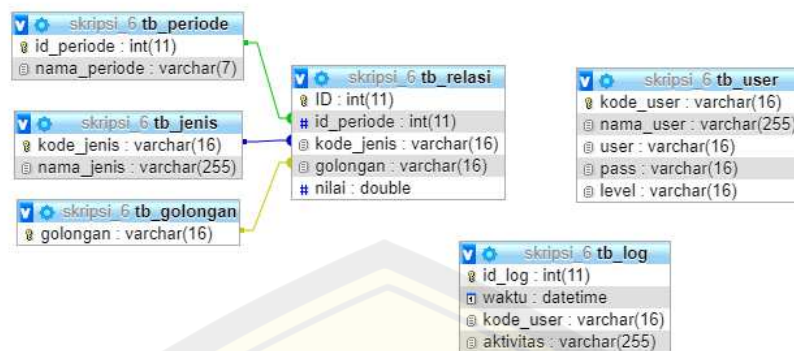 skripsi_6 tb_periode
id_periode : int(11)
nama_periode : varchar(7)
skripsi_6 tb_jenis
kode_jenis : varchar(16)
nama_jenis : varchar(255)
skripsi_6 tb_golongan
golongan : varchar(16)
skripsi_6 tb_relasi
ID : int(11)
# id_periode : int(11)
kode_jenis : varchar(16)
golongan : varchar(16)
# nilai : double
skripsi_6 tb_user
kode_user : varchar(16)
nama_user : varchar(255)
user : varchar(16)
pass : varchar(16)
level : varchar(16)
skripsi_6 tb_log
id_log : int(11)
waktu : datetime
kode_user : varchar(16)
aktivitas : varchar(255)